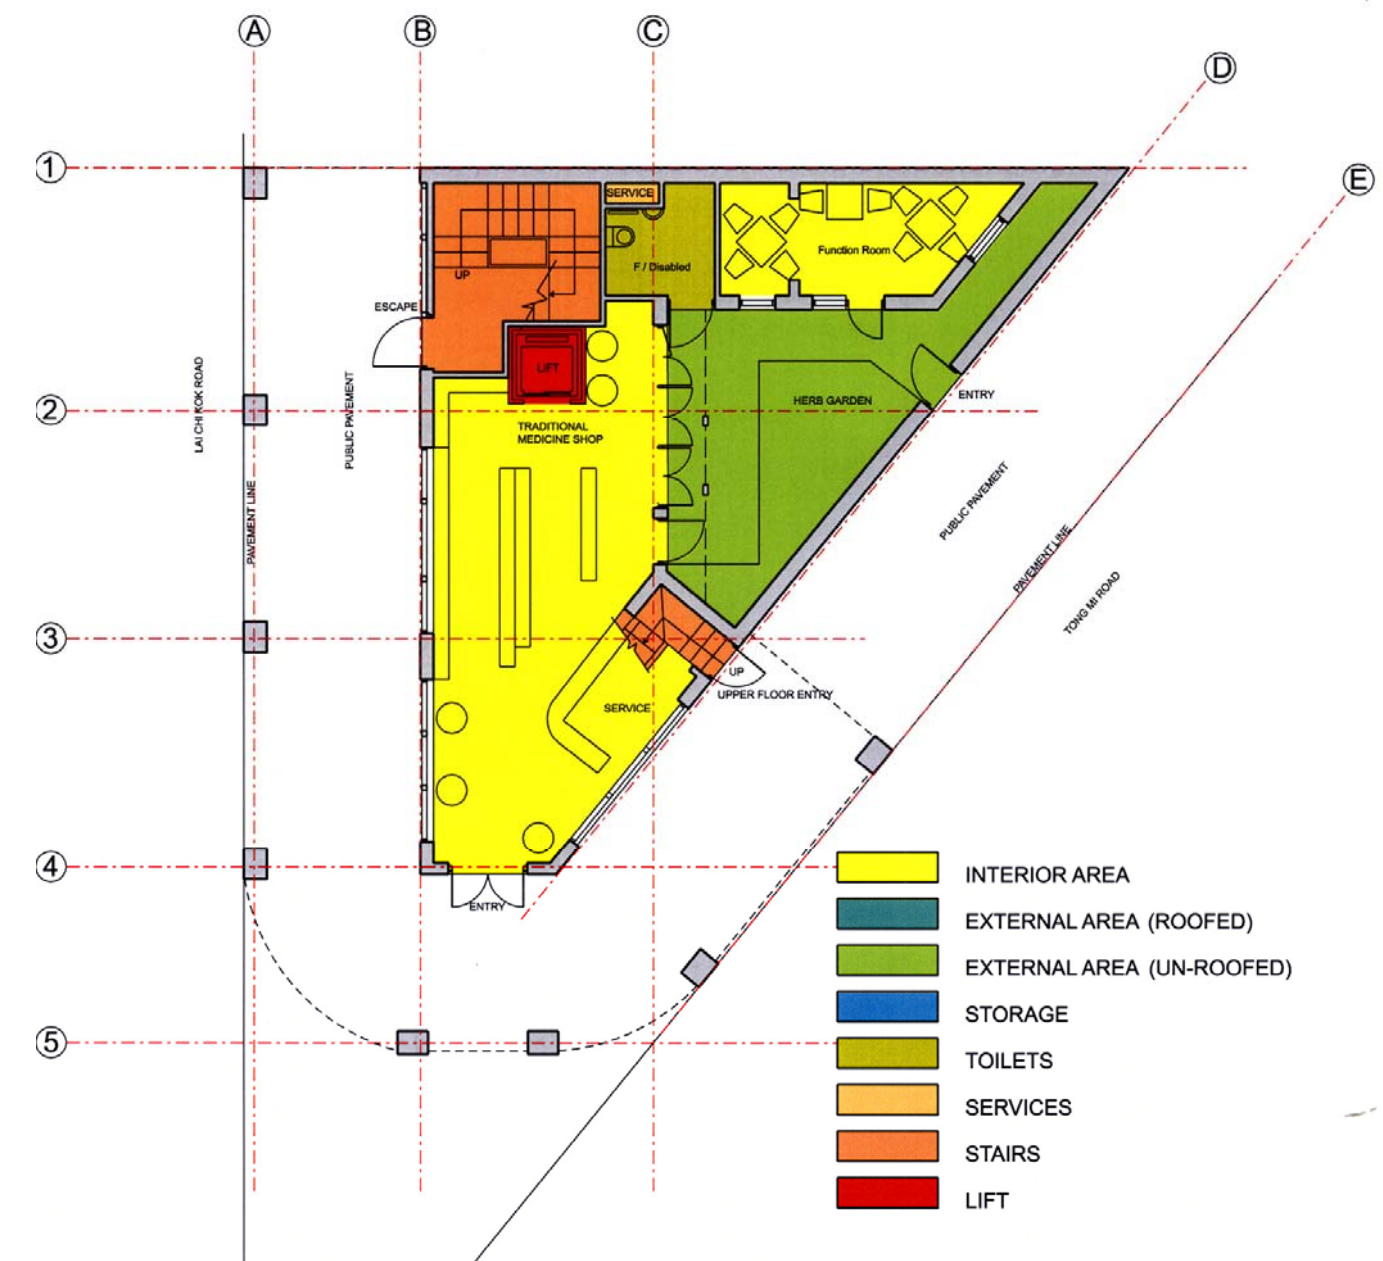 A
B
C
D
E
1
SERVICE
Function Room
F / Disabled
UP
ESCAPE
LIFT
LAI CHI KOK ROAD
PUBLIC PAVEMENT
HERB GARDEN
ENTRY
2
TRADITIONAL
MEDICINE SHOP
PAVEMENT LINE
PUBLIC PAVEMENT
PAVEMENT LINE
TONG MI ROAD
3
UP
UPPER FLOOR ENTRY
SERVICE
4
ENTRY
5
INTERIOR AREA
EXTERNAL AREA (ROOFED)
EXTERNAL AREA (UN-ROOFED)
STORAGE
TOILETS
SERVICES
STAIRS
LIFT